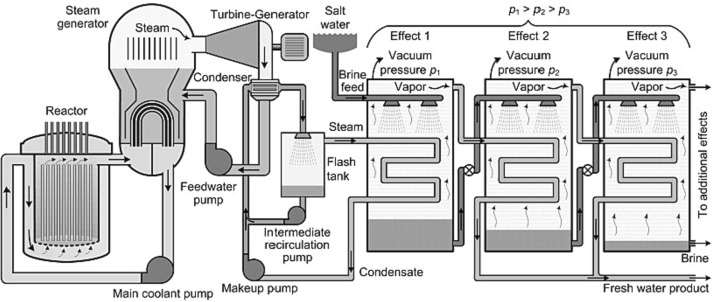 Steam
generator
Steam
Turbine-Generator
Salt
water
Effect 1
p1 > p2 > p3
Effect 2
Effect 3
Vacuum
pressure p1
Vacuum
pressure p2
Vacuum
pressure p3
Condenser
Brine
feed
Vapor
Vapor
Vapor
Reactor
Steam
Flash
tank
Feedwater
pump
Intermediate
recirculation
pump
To additional effects
Brine
Condensate
Main coolant pump
Makeup pump
Fresh water product